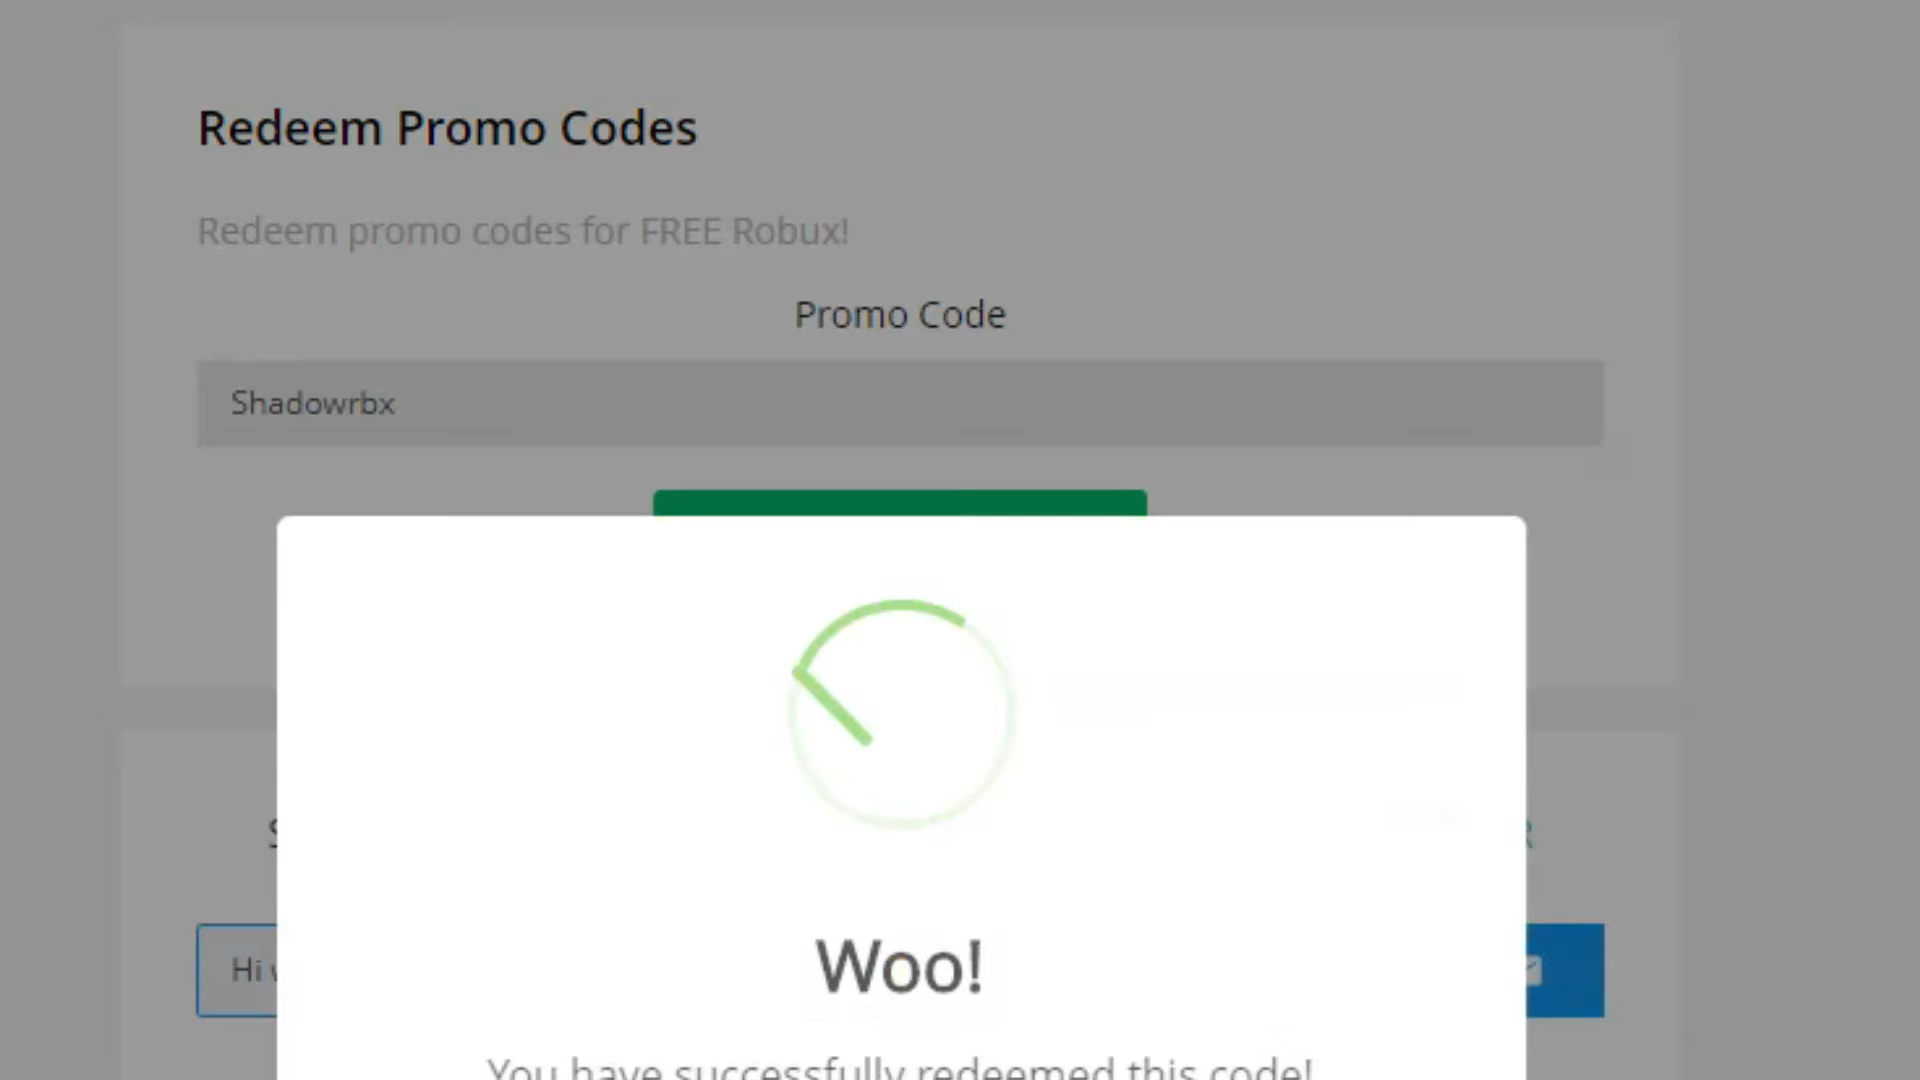 Redeem Promo Codes
Redeem promo codes for FREE Robux!
Promo Code
Shadowrbx
Hi
Woo!
You have successfully redeemed this code!